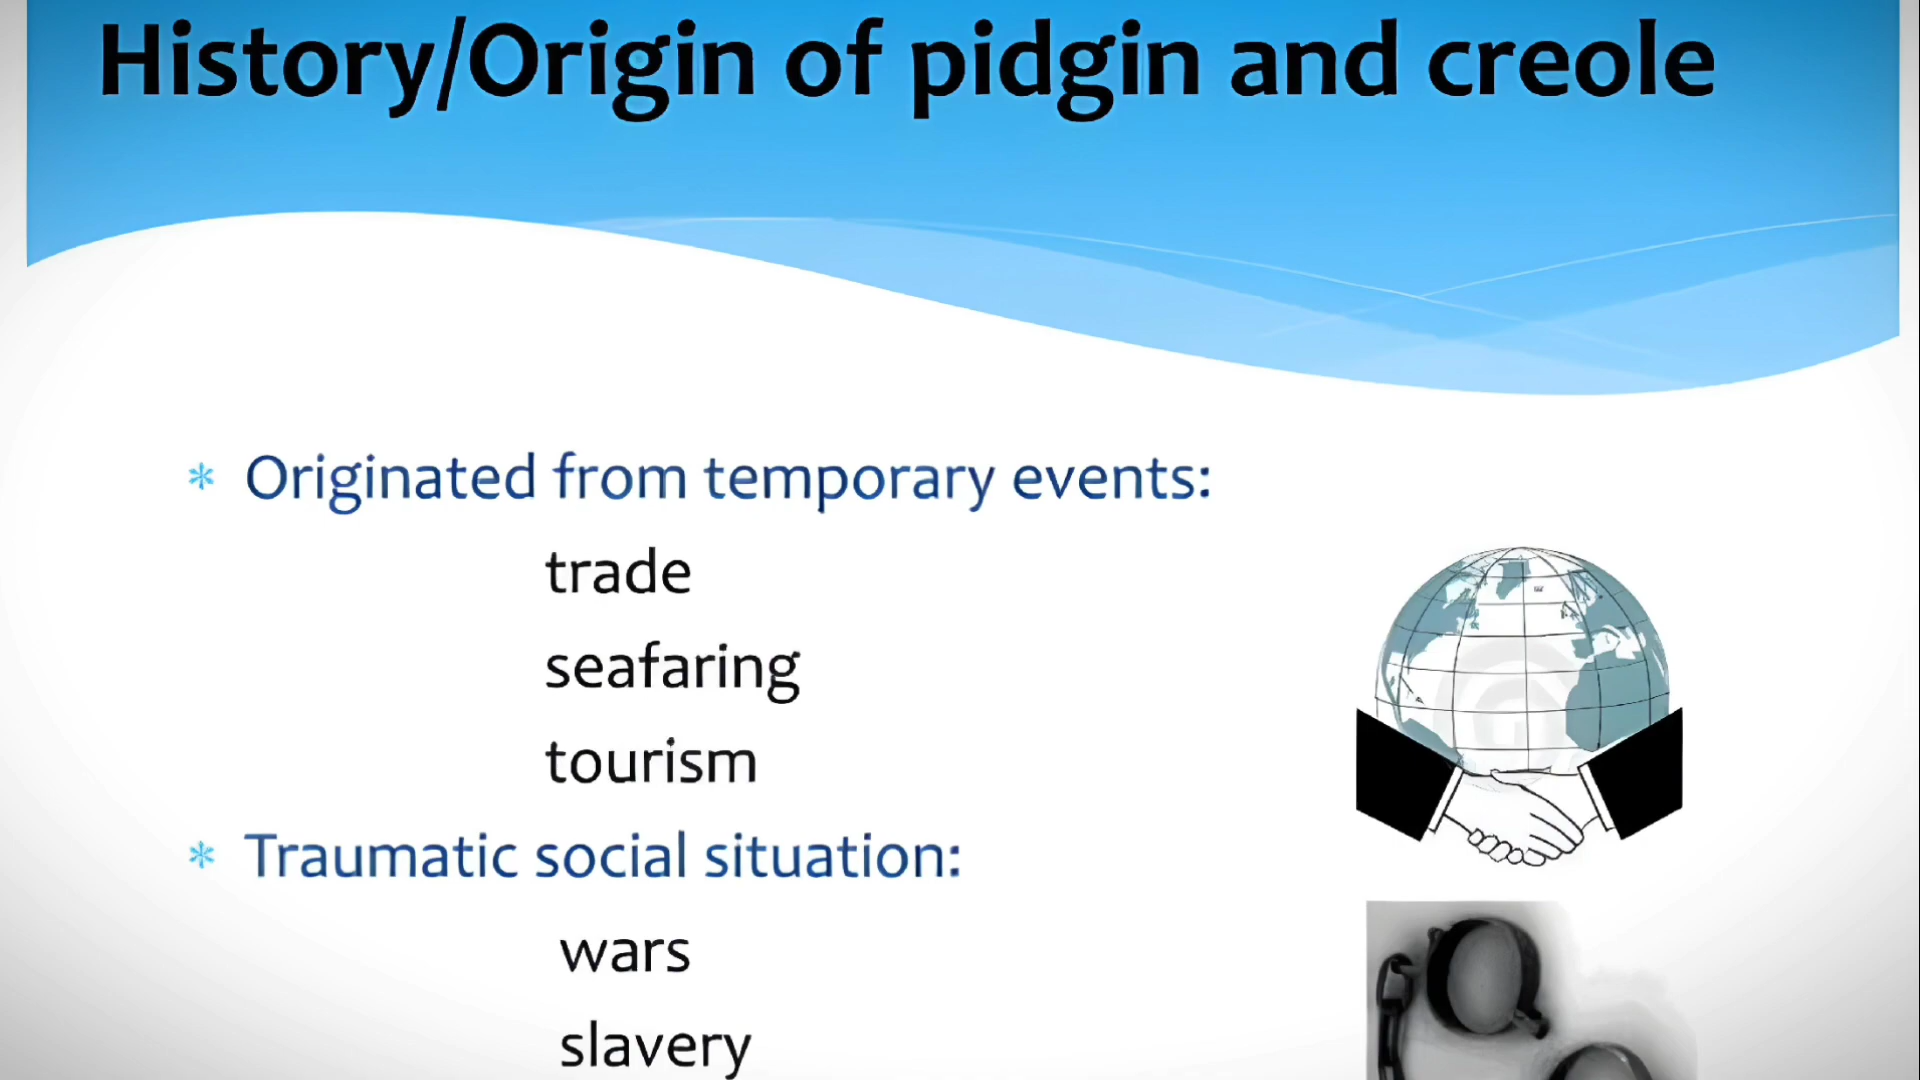 History/Origin of pidgin and creole
* Originated from temporary events:
trade
seafaring
tourism
* Traumatic social situation:
wars
slavery